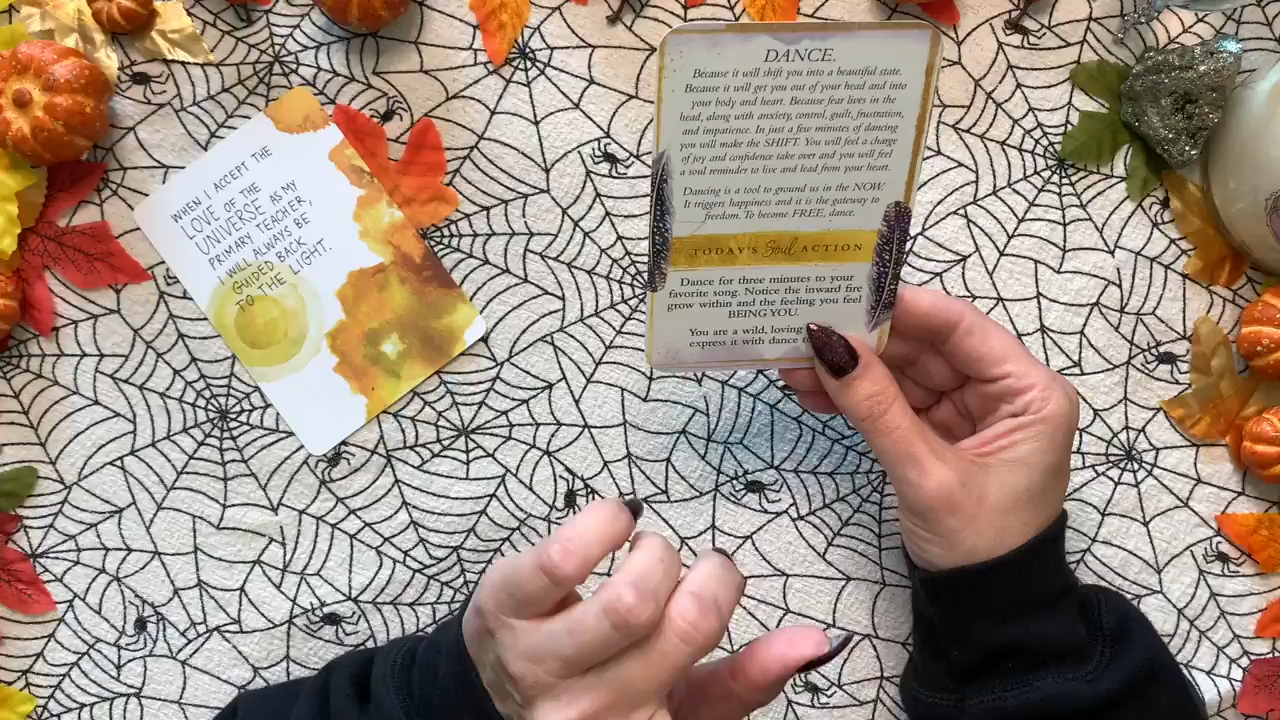 WHEN I ACCEPT THE
LOVE OF THE
UNIVERSE AS MY
PRIMARY TEACHER,
I WILL ALWAYS BE
GUIDED BACK
TO THE LIGHT.
DANCE.
Because it will shift you into a beautiful state.
Because it will get you out of your head and into
your body and heart. Because fear lives in the
head, along with anxiety, control, guilt, frustration,
and impatience. In just a few minutes of dancing
you will make the SHIFT. You will feel a charge
of joy and confidence take over and you will feel
a soul reminder to live and lead from your heart.
Dancing is a tool to ground us in the NOW.
It triggers happiness and it is the gateway to
freedom. To become FREE, dance.
TODAY'S Soul ACTION
Dance for three minutes to your
favorite song. Notice the inward fire
grow within and the feeling you feel
BEING YOU.
You are a wild, loving
express it with dance